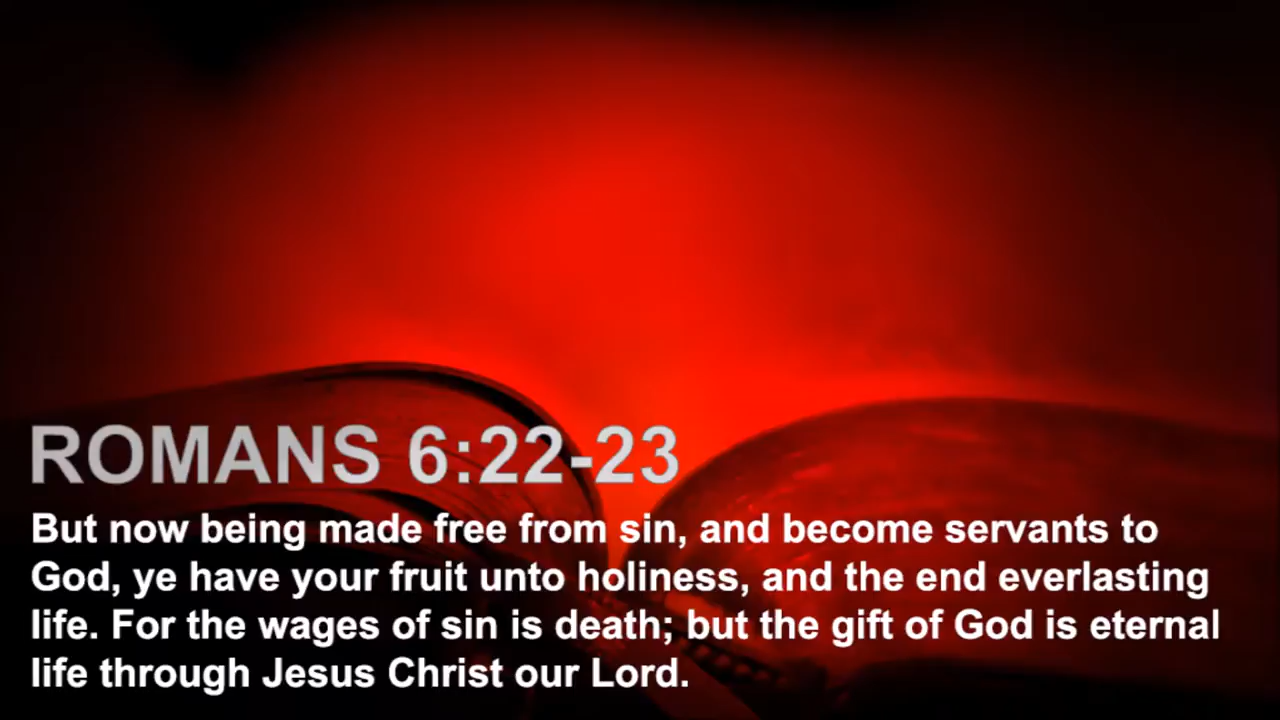 ROMANS 6:22-23
But now being made free from sin, and become servants to
God, ye have your fruit unto holiness, and the end everlasting
life. For the wages of sin is death; but the gift of God is eternal
life through Jesus Christ our Lord.